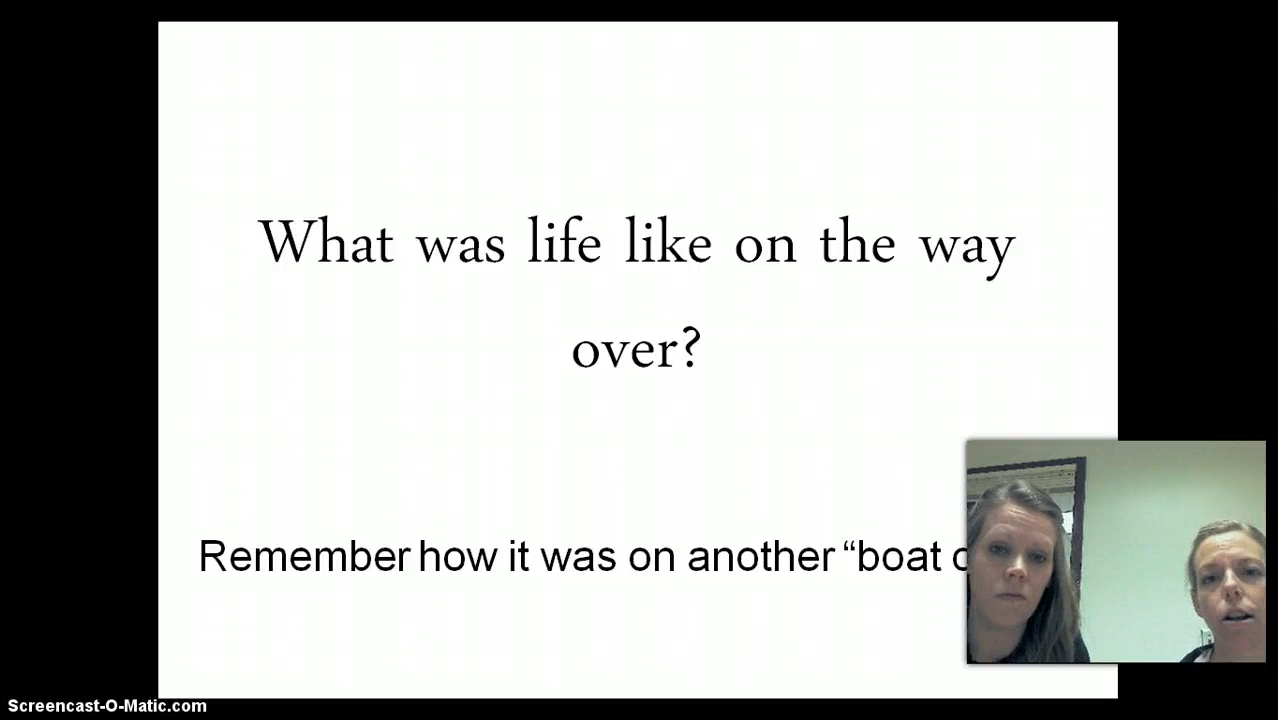 What was life like on the way
over?
Remember how it was on another “boat
Screencast-O-Matic.com